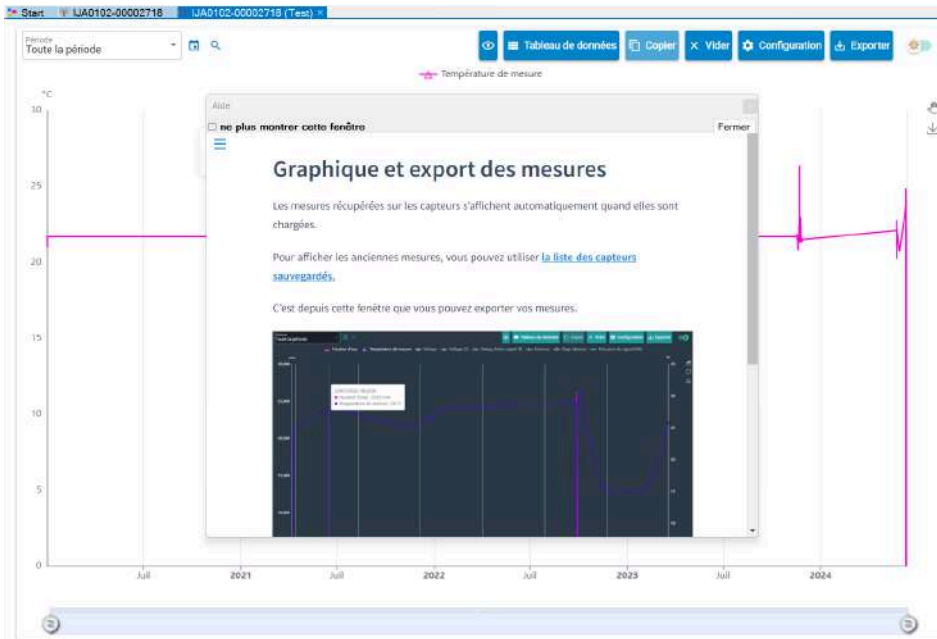 Start IJA0102-00002718 IJA0102-00002718 (Test) ×
Période
Toute la période
Tableau de données Copier Vider Configuration Exporter
Température de mesure
°C
30
25
20
15
10
5
0
Juil 2021 Juil 2022 Juil 2023 Juil 2024
Aide
ne plus montrer cette fenêtre Fermer
Graphique et export des mesures
Les mesures récupérées sur les capteurs s'affichent automatiquement quand elles sont
chargées.
Pour afficher les anciennes mesures, vous pouvez utiliser la liste des capteurs
sauvegardés.
C'est depuis cette fenêtre que vous pouvez exporter vos mesures.